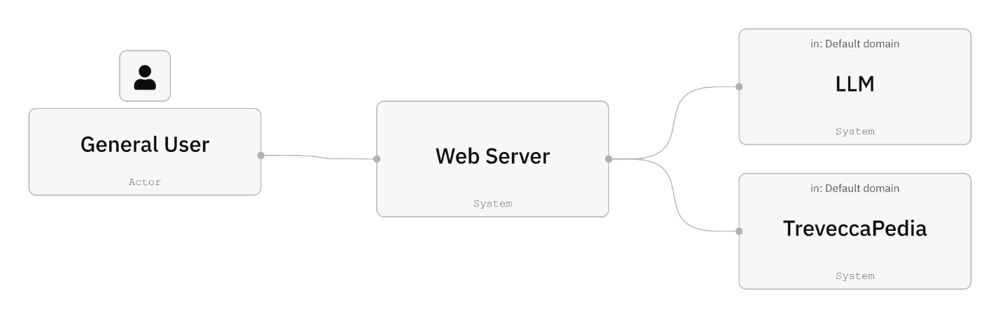 General User
Actor
Web Server
System
in: Default domain
LLM
System
in: Default domain
TreveccaPedia
System